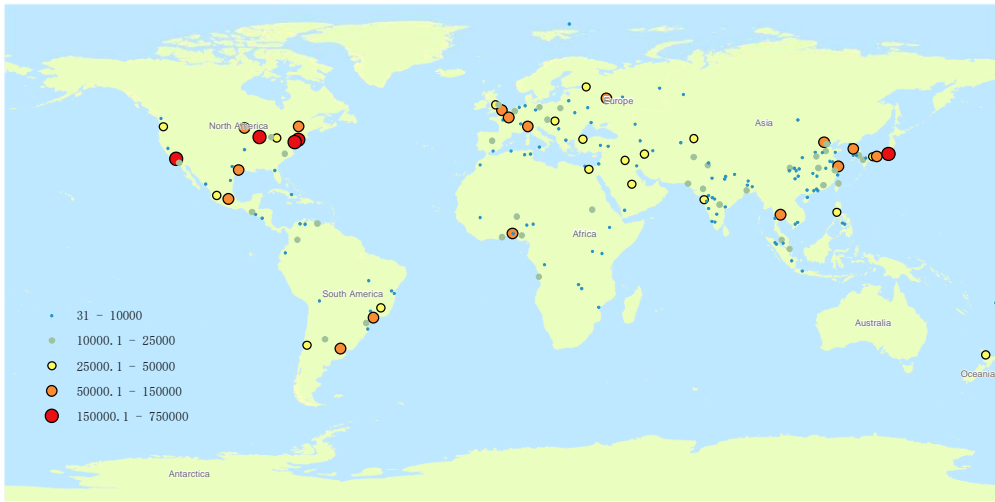 Europe
North America
Asia
Africa
South America
31 - 10000
Australia
10000.1 - 25000
25000.1 - 50000
Oceania
50000.1 - 150000
150000.1 - 750000
Antarctica